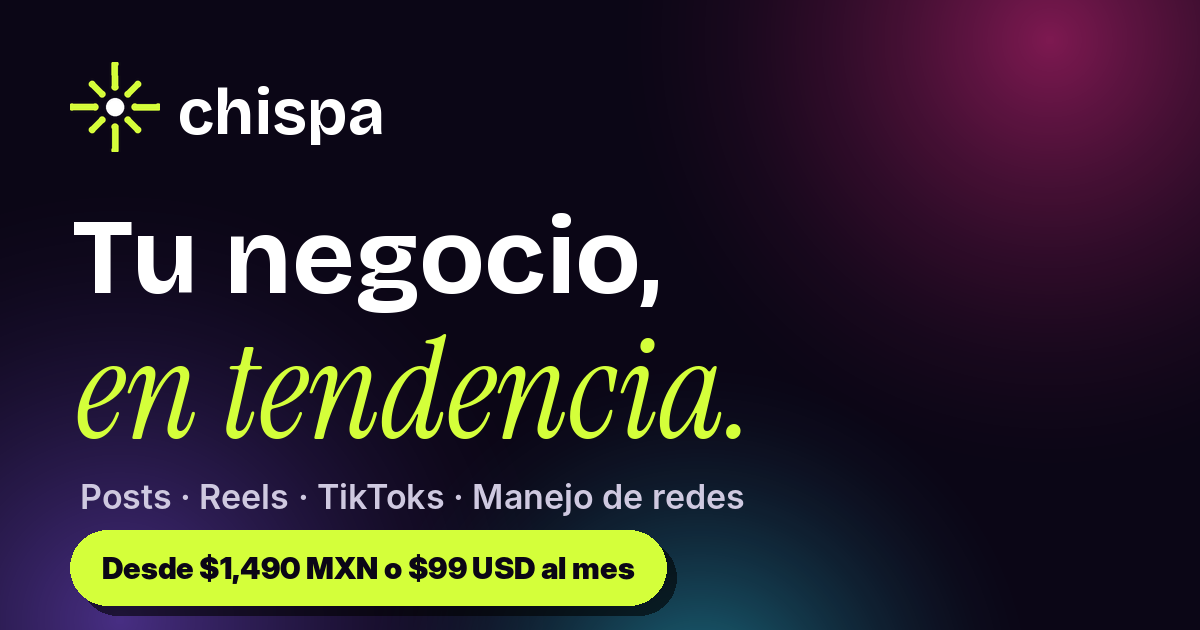 chispa
Tu negocio,
en tendencia.
Posts · Reels · TikToks · Manejo de redes
Desde $1,490 MXN o $99 USD al mes